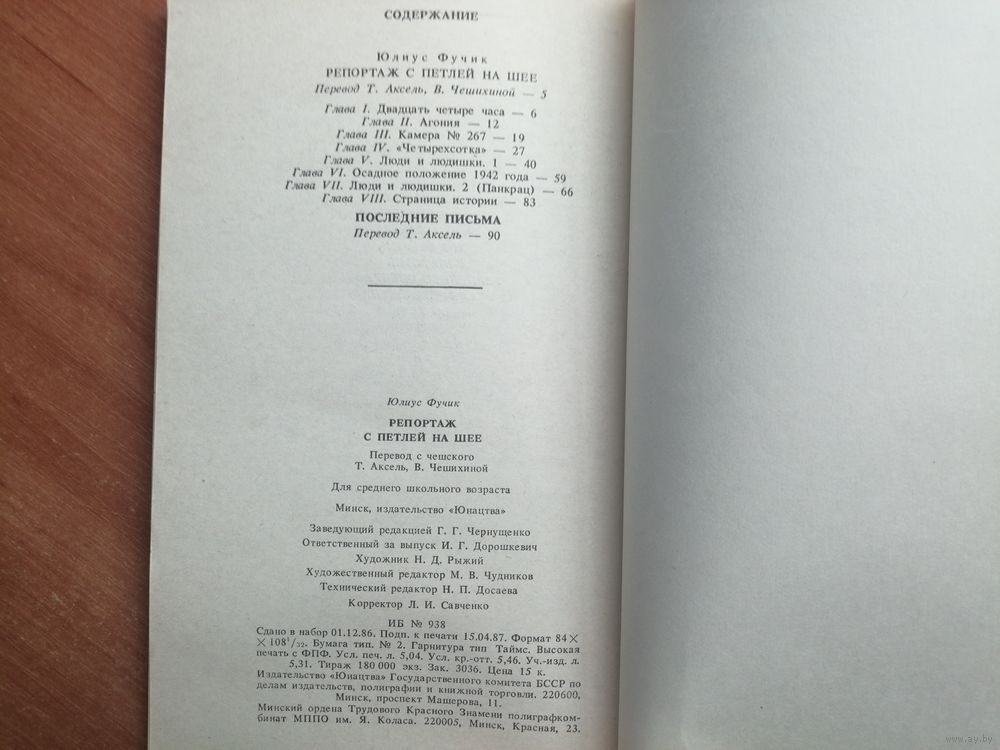 СОДЕРЖАНИЕ
Юлиус Фучик
РЕПОРТАЖ С ПЕТЛЕЙ НА ШЕЕ
Перевод Т. Аксель, В. Чешихиной — 5
Глава I. Двадцать четыре часа — 6
Глава II. Агония — 12
Глава III. Камера № 267 — 19
Глава IV. «Четырехсотка» — 27
Глава V. Люди и людишки. 1 — 40
Глава VI. Осадное положение 1942 года — 59
Глава VII. Люди и людишки. 2 (Панкрац) — 66
Глава VIII. Страница истории — 83
ПОСЛЕДНИЕ ПИСЬМА
Перевод Т. Аксель — 90
Юлиус Фучик
РЕПОРТАЖ
С ПЕТЛЕЙ НА ШЕЕ
Перевод с чешского
Т. Аксель, В. Чешихиной
Для среднего школьного возраста
Минск, издательство «Юнацтва»
Заведующий редакцией Г. Г. Чернущенко
Ответственный за выпуск И. Г. Дорошкевич
Художник Н. Д. Рыжий
Художественный редактор М. В. Чудников
Технический редактор Н. П. Досаева
Корректор Л. И. Савченко
ИБ № 938
Сдано в набор 01.12.86. Подп. к печати 15.04.87. Формат 84×
×108¹/₃₂. Бумага тип. № 2. Гарнитура тип Таймс. Высокая
печать с ФПФ. Усл. печ. л. 5,04. Усл. кр.-отт. 5,46. Уч.-изд. л.
5,31. Тираж 180 000 экз. Зак. 3036. Цена 15 к.
Издательство «Юнацтва» Государственного комитета БССР по
делам издательств, полиграфии и книжной торговли. 220600,
Минск, проспект Машерова, 11.
Минский ордена Трудового Красного Знамени полиграфком-
бинат МППО им. Я. Коласа. 220005, Минск, Красная, 23.
www.ay.by